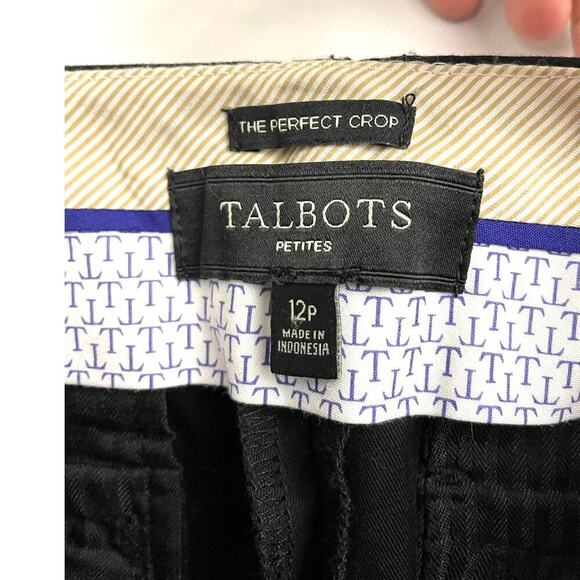 THE PERFECT CROP
TALBOTS
PETITES
12P
MADE IN
INDONESIA